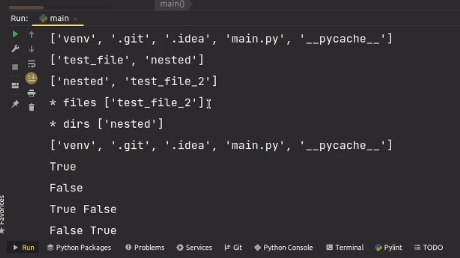 main()
Run:
main
['venv', '.git', '.idea', 'main.py', '__pycache__']
['test_file', 'nested']
['nested', 'test_file_2']
* files ['test_file_2']
* dirs ['nested']
['venv', '.git', '.idea', 'main.py', '__pycache__']
True
False
True False
False True
Favorites
Run
Python Packages
Problems
Services
Git
Python Console
Terminal
Pylint
TODO